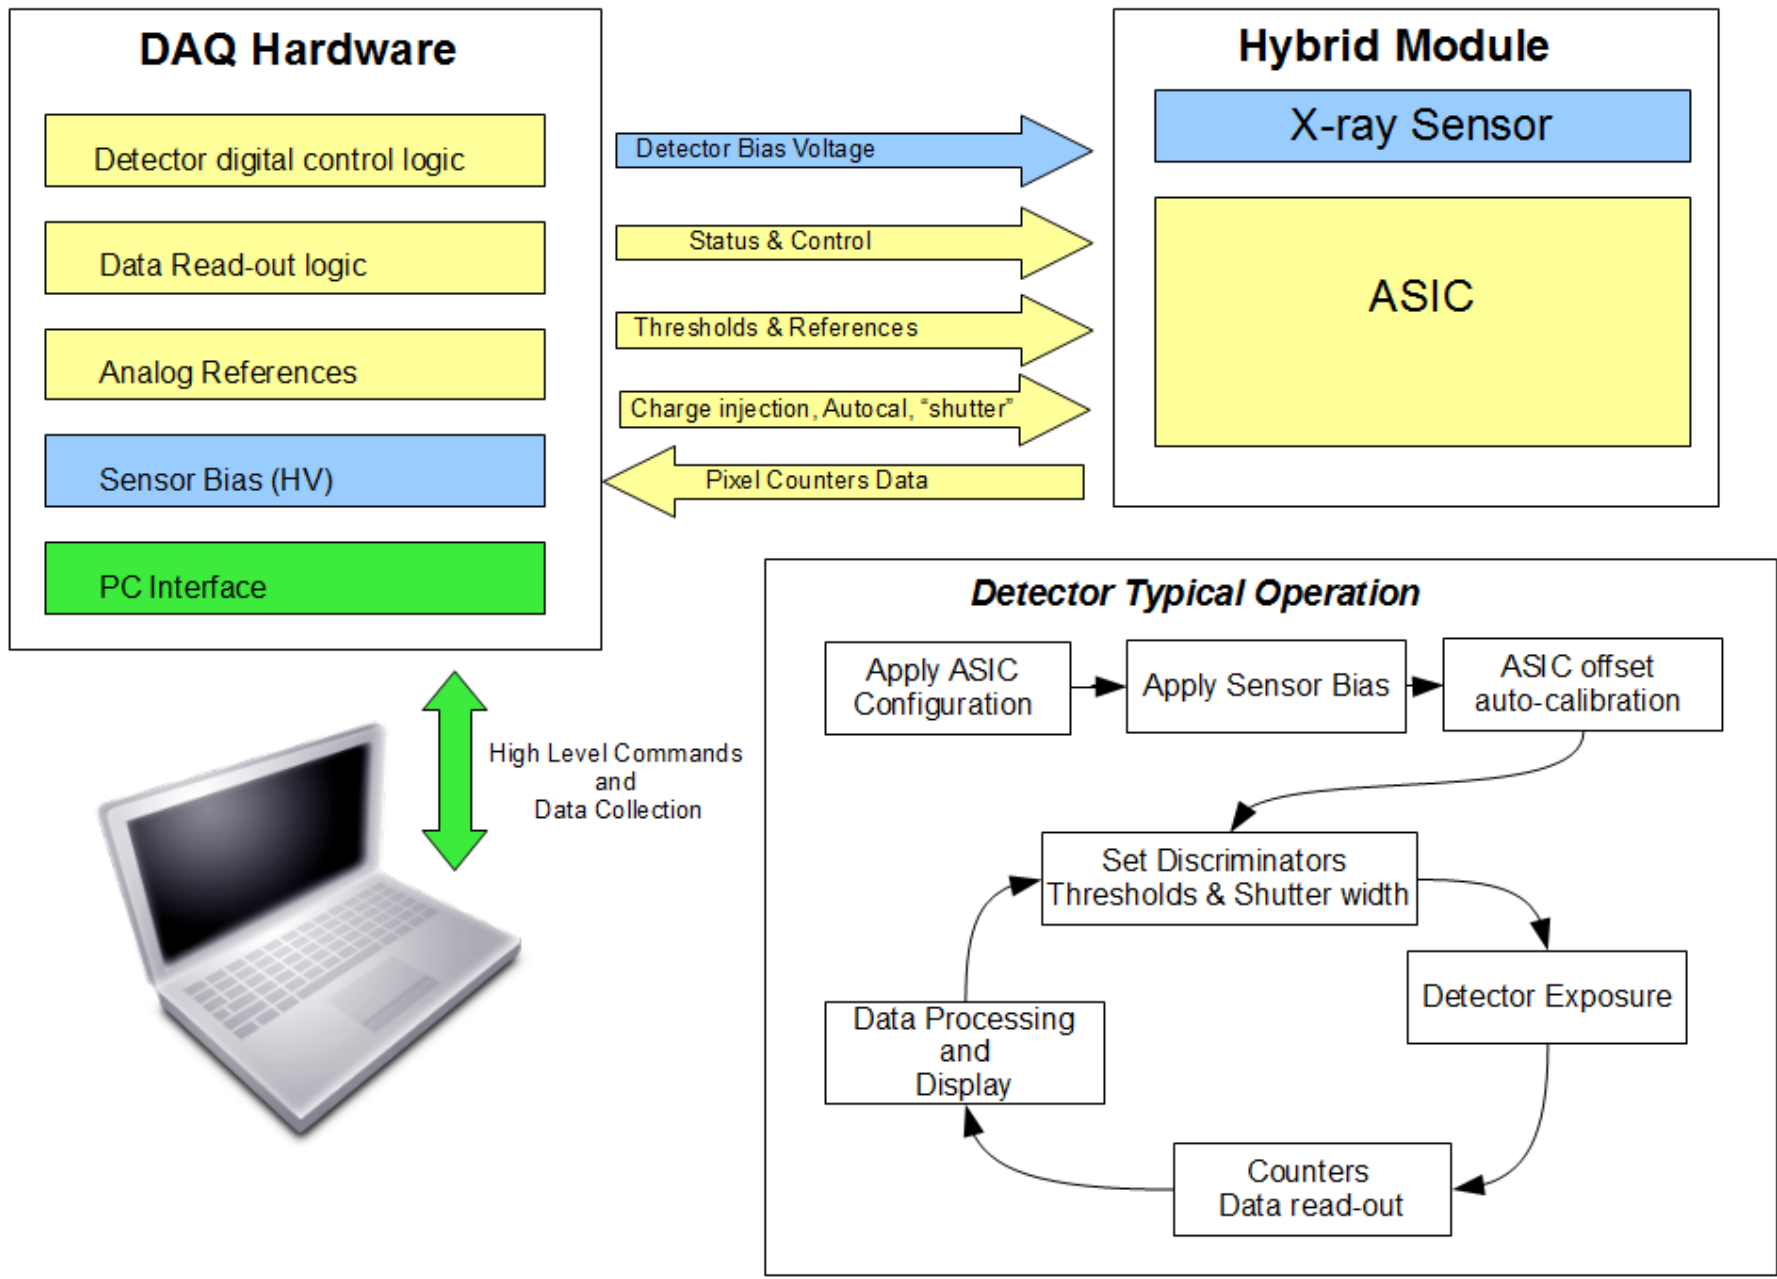 DAQ Hardware
Detector digital control logic
Data Read-out logic
Analog References
Sensor Bias (HV)
PC Interface
Detector Bias Voltage
Status & Control
Thresholds & References
Charge injection, Autocal, “shutter”
Pixel Counters Data
Hybrid Module
X-ray Sensor
ASIC
High Level Commands
and
Data Collection
Detector Typical Operation
Apply ASIC
Configuration
Apply Sensor Bias
ASIC offset
auto-calibration
Set Discriminators
Thresholds & Shutter width
Detector Exposure
Counters
Data read-out
Data Processing
and
Display